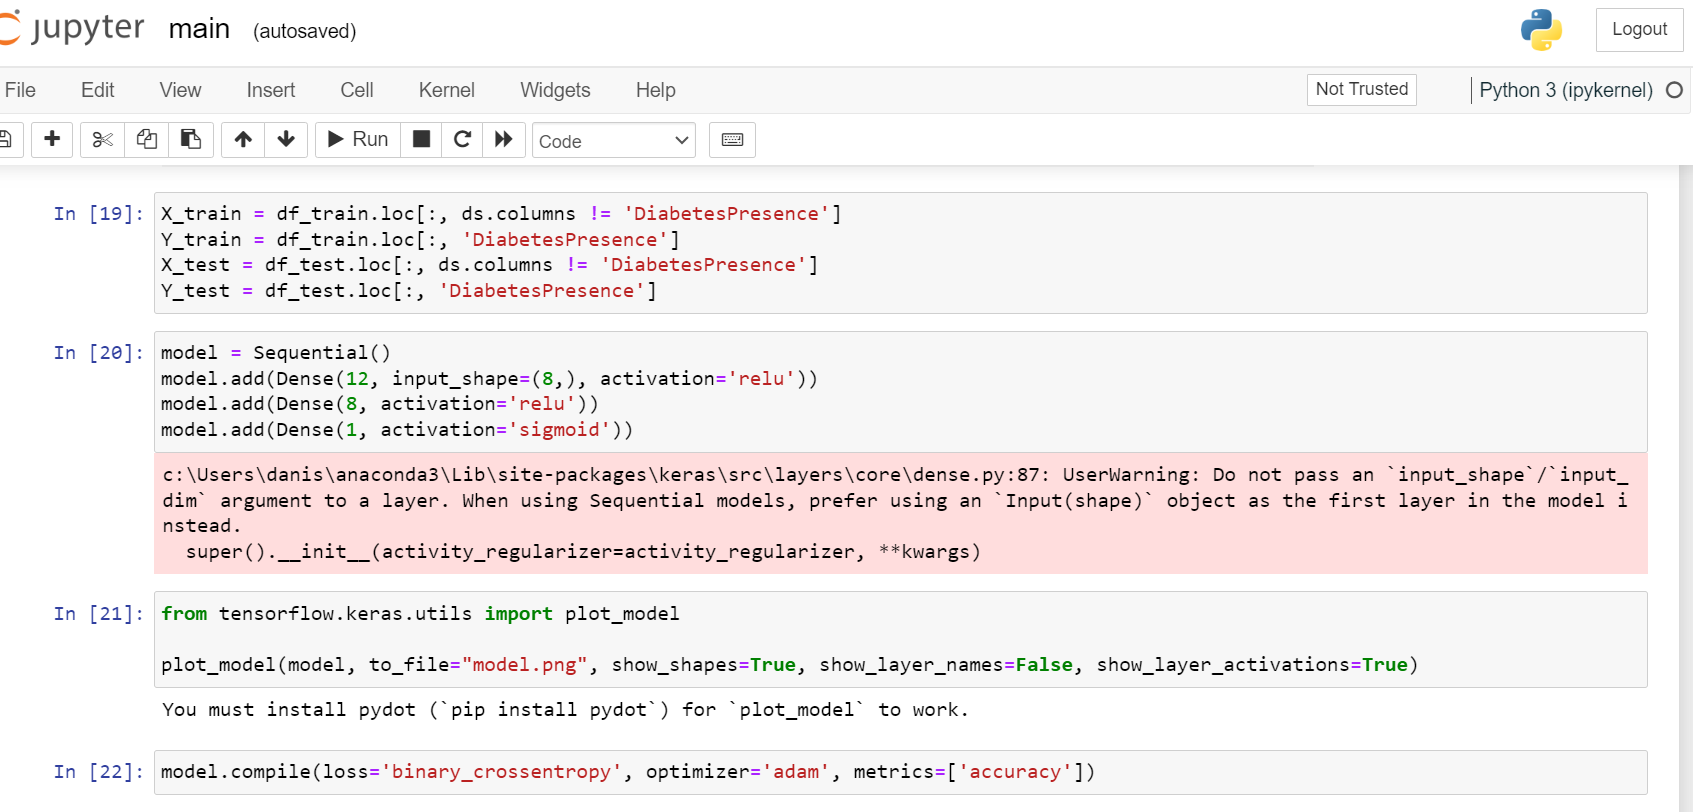 jupyter main (autosaved) Logout
File Edit View Insert Cell Kernel Widgets Help Not Trusted Python 3 (ipykernel)
Run Code
In [19]: X_train = df_train.loc[:, ds.columns != 'DiabetesPresence']
Y_train = df_train.loc[:, 'DiabetesPresence']
X_test = df_test.loc[:, ds.columns != 'DiabetesPresence']
Y_test = df_test.loc[:, 'DiabetesPresence']
In [20]: model = Sequential()
model.add(Dense(12, input_shape=(8,), activation='relu'))
model.add(Dense(8, activation='relu'))
model.add(Dense(1, activation='sigmoid'))
c:\Users\danis\anaconda3\Lib\site-packages\keras\src\layers\core\dense.py:87: UserWarning: Do not pass an `input_shape`/`input_
dim` argument to a layer. When using Sequential models, prefer using an `Input(shape)` object as the first layer in the model i
nstead.
  super().__init__(activity_regularizer=activity_regularizer, **kwargs)
In [21]: from tensorflow.keras.utils import plot_model
plot_model(model, to_file="model.png", show_shapes=True, show_layer_names=False, show_layer_activations=True)
You must install pydot (`pip install pydot`) for `plot_model` to work.
In [22]: model.compile(loss='binary_crossentropy', optimizer='adam', metrics=['accuracy'])